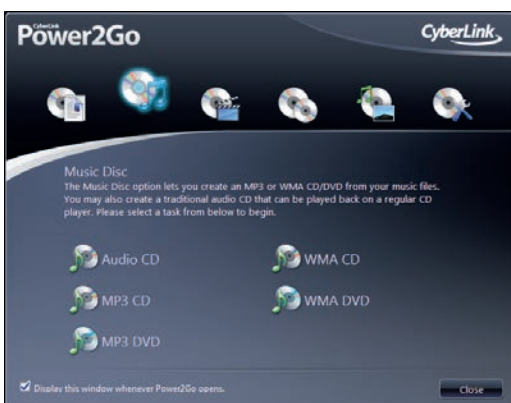 CyberLink
Power2Go
CyberLink
Music Disc
The Music Disc option lets you create an MP3 or WMA CD/DVD from your music files.
You may also create a traditional audio CD that can be played back on a regular CD
player. Please select a task from below to begin.
Audio CD
WMA CD
MP3 CD
WMA DVD
MP3 DVD
Display this window whenever Power2Go opens.
Close